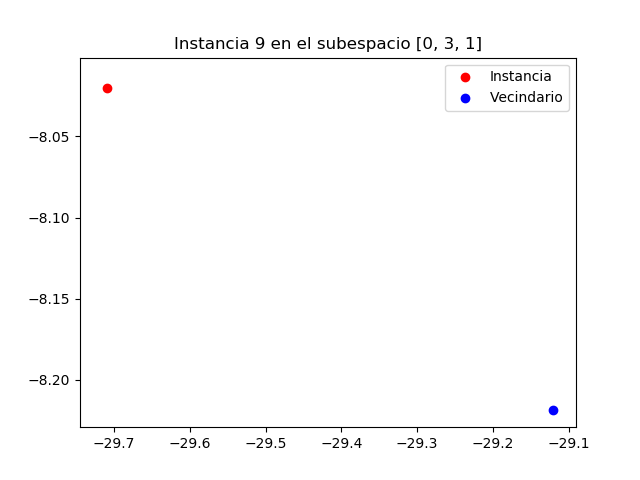 Instancia 9 en el subespacio [0, 3, 1]
Instancia
Vecindario
−8.05
−8.10
−8.15
−8.20
−29.7 −29.6 −29.5 −29.4 −29.3 −29.2 −29.1